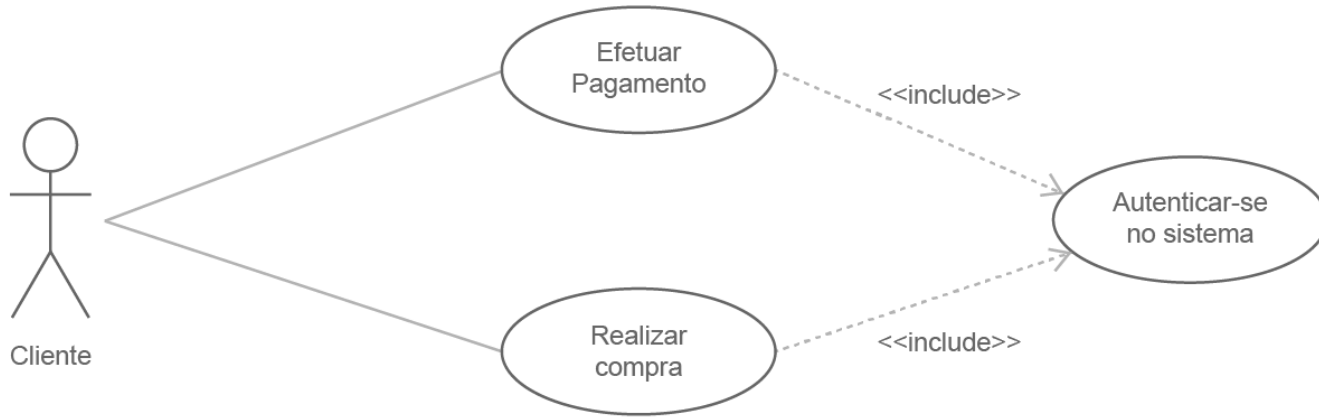 Efetuar
Pagamento
<<include>>
Autenticar-se
no sistema
Cliente
Realizar
compra
<<include>>